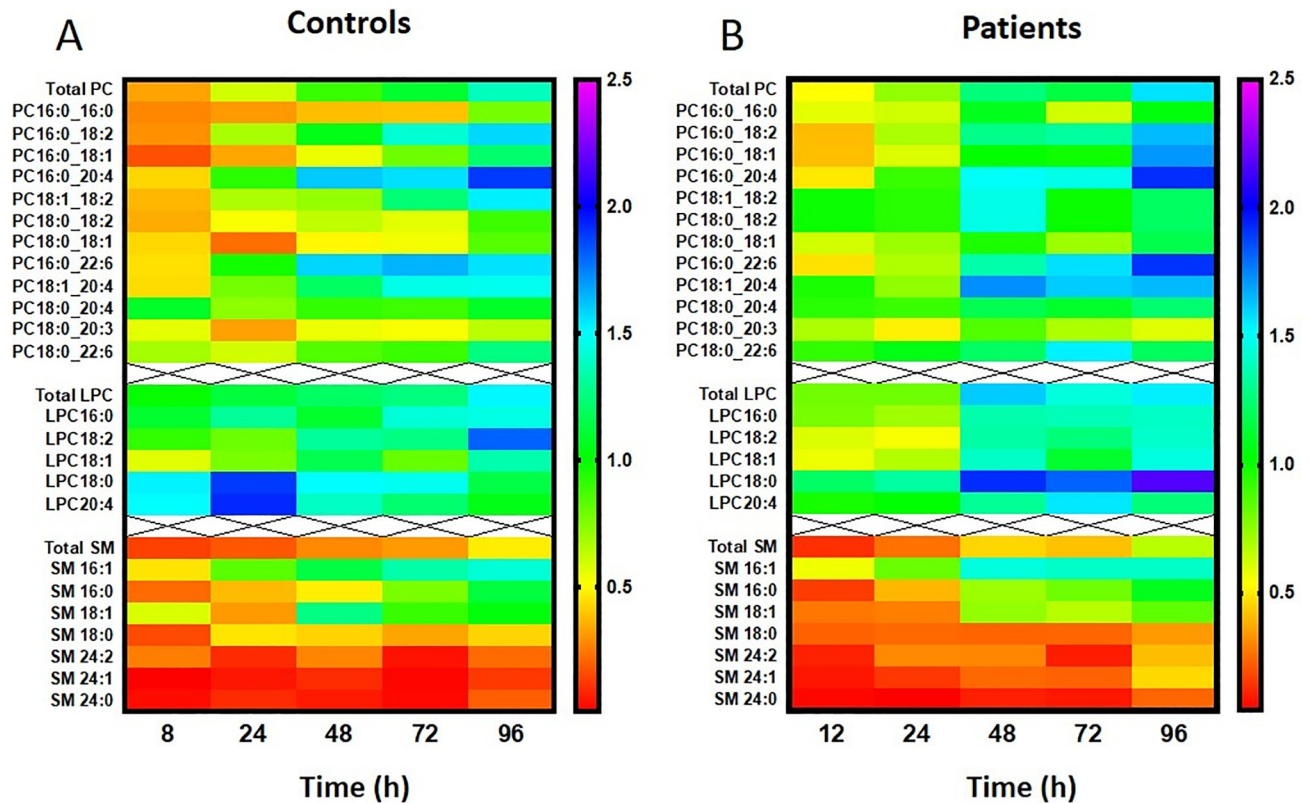 A
Controls
Total PC
PC16:0_16:0
PC16:0_18:2
PC16:0_18:1
PC16:0_20:4
PC18:1_18:2
PC18:0_18:2
PC18:0_18:1
PC16:0_22:6
PC18:1_20:4
PC18:0_20:4
PC18:0_20:3
PC18:0_22:6
Total LPC
LPC16:0
LPC18:2
LPC18:1
LPC18:0
LPC20:4
Total SM
SM 16:1
SM 16:0
SM 18:1
SM 18:0
SM 24:2
SM 24:1
SM 24:0
8 24 48 72 96
Time (h)
2.5
2.0
1.5
1.0
0.5
B
Patients
Total PC
PC16:0_16:0
PC16:0_18:2
PC16:0_18:1
PC16:0_20:4
PC18:1_18:2
PC18:0_18:2
PC18:0_18:1
PC16:0_22:6
PC18:1_20:4
PC18:0_20:4
PC18:0_20:3
PC18:0_22:6
Total LPC
LPC16:0
LPC18:2
LPC18:1
LPC18:0
LPC20:4
Total SM
SM 16:1
SM 16:0
SM 18:1
SM 18:0
SM 24:2
SM 24:1
SM 24:0
12 24 48 72 96
Time (h)
2.5
2.0
1.5
1.0
0.5